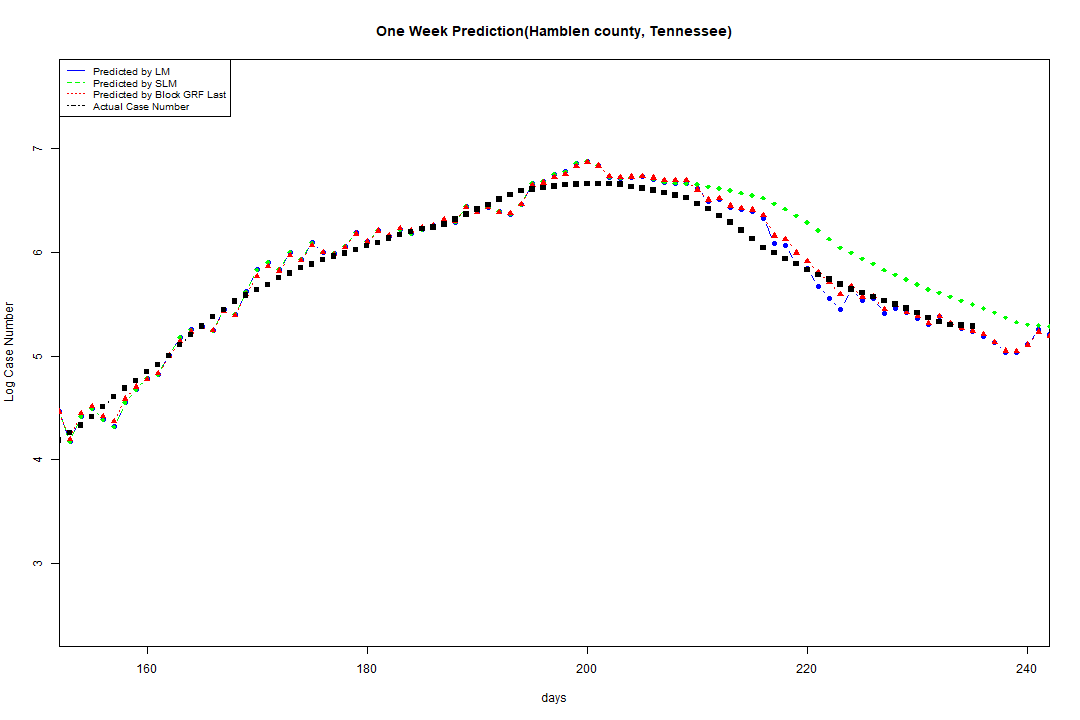 One Week Prediction(Hamblen county, Tennessee)
Predicted by LM
Predicted by SLM
Predicted by Block GRF Last
Actual Case Number
7
6
5
4
3
Log Case Number
160
180
200
220
240
days